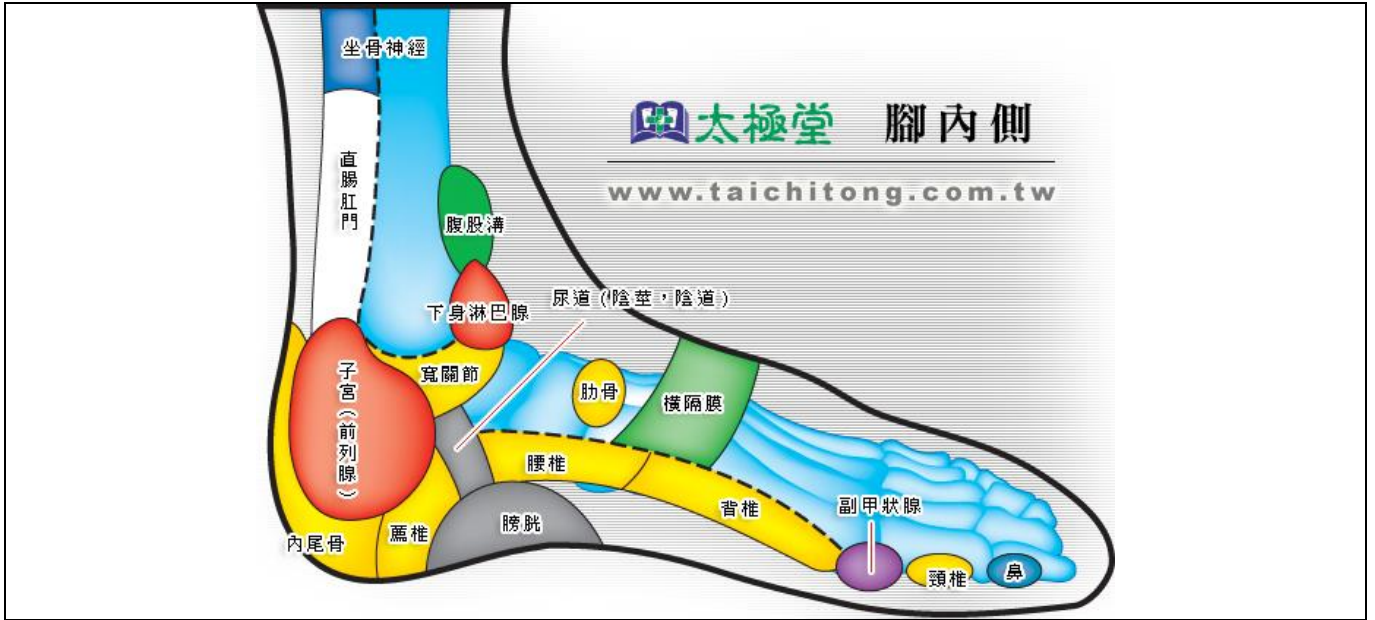 坐骨神經
太極堂 腳內側
www.taichitong.com.tw
直腸肛門
腹股溝
下身淋巴腺
尿道(陰莖,陰道)
寬關節
子宮(前列腺)
肋骨
橫隔膜
腰椎
背椎
副甲狀腺
膀胱
薦椎
內尾骨
頸椎
鼻